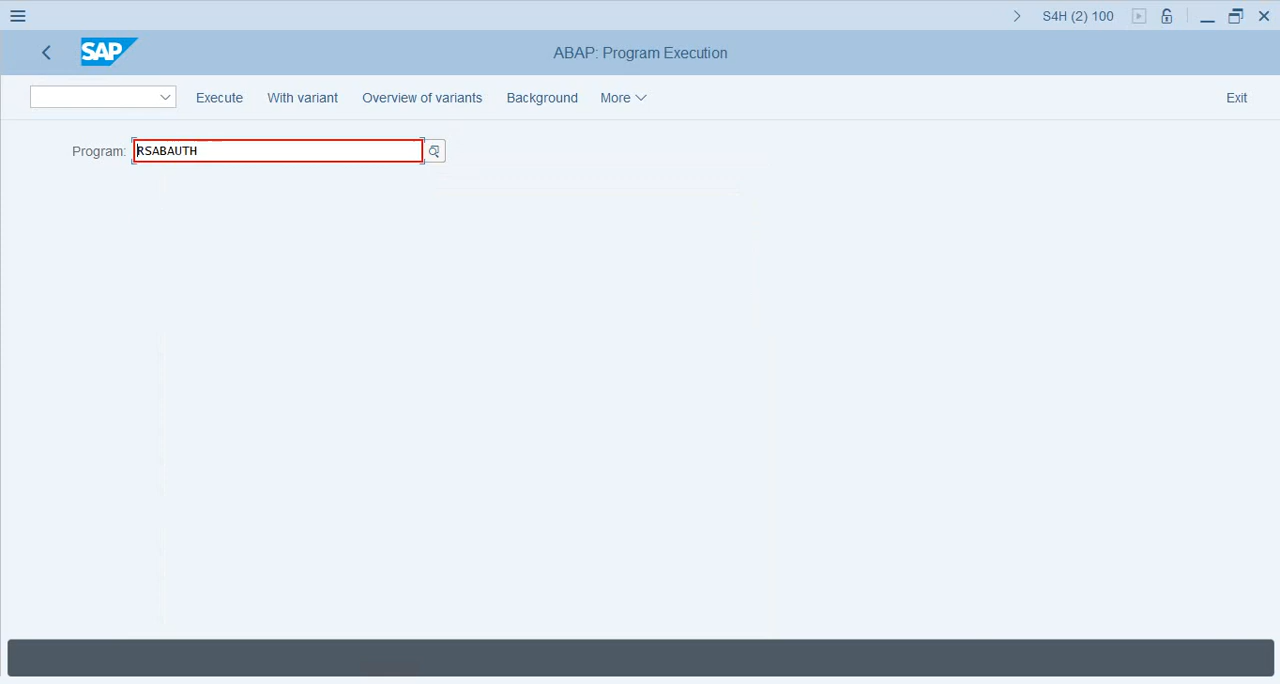 S4H (2) 100
SAP ABAP: Program Execution
Execute With variant Overview of variants Background More Exit
Program: RSABAUTH